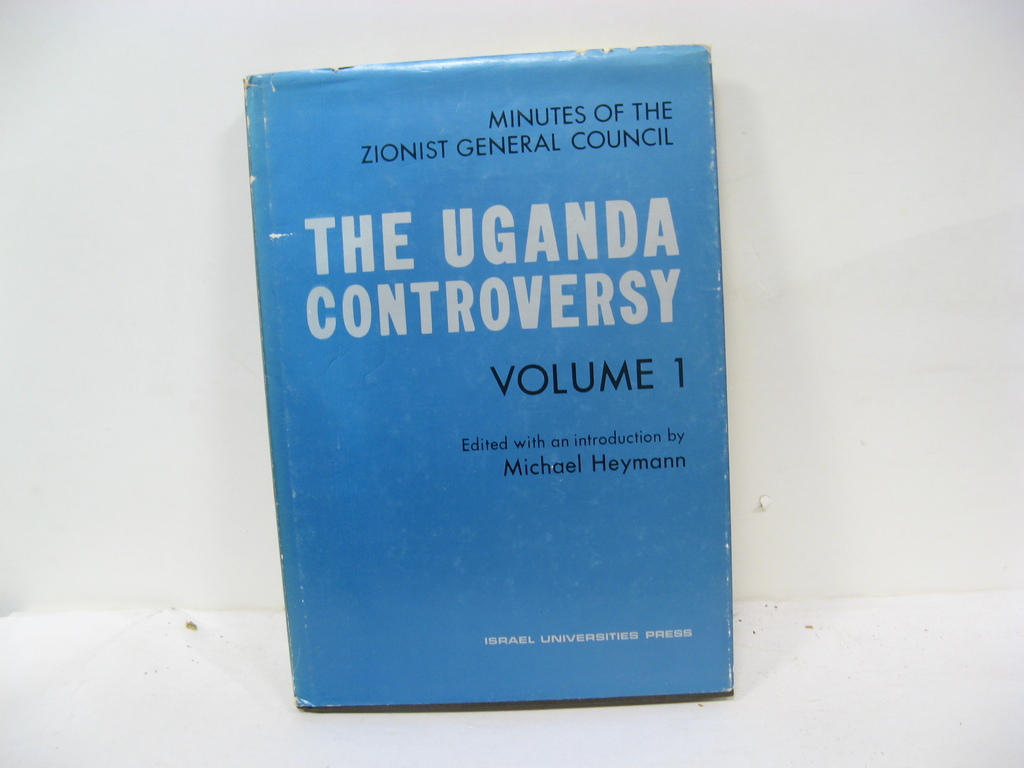 MINUTES OF THE
ZIONIST GENERAL COUNCIL
THE UGANDA
CONTROVERSY
VOLUME 1
Edited with an introduction by
Michael Heymann
ISRAEL UNIVERSITIES PRESS